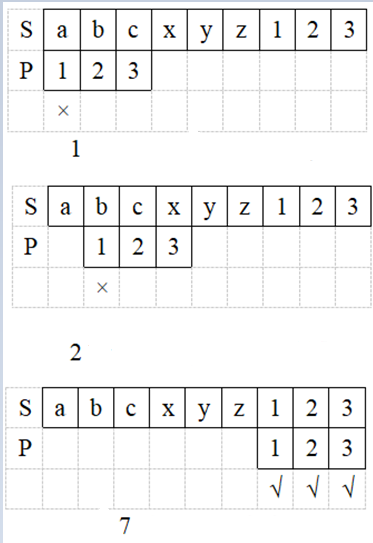 S a b c x y z 1 2 3
P 1 2 3
×
1
S a b c x y z 1 2 3
P 1 2 3
×
2
S a b c x y z 1 2 3
P 1 2 3
√ √ √
7